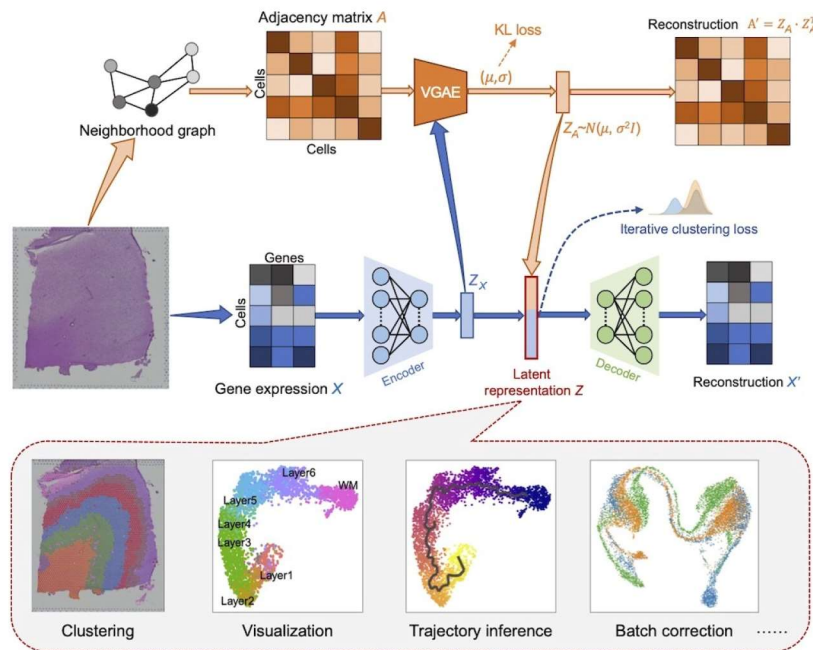 Adjacency matrix A
KL loss
Reconstruction A' = Z_A · Z_A^T
Cells
(μ,σ)
VGAE
Neighborhood graph
Cells
Z_A~N(μ, σ²I)
Iterative clustering loss
Genes
Cells
Z_X
Gene expression X
Encoder
Latent
representation Z
Decoder
Reconstruction X'
Layer6
WM
Layer5
Layer4
Layer3
Layer1
Layer2
Clustering
Visualization
Trajectory inference
Batch correction
......